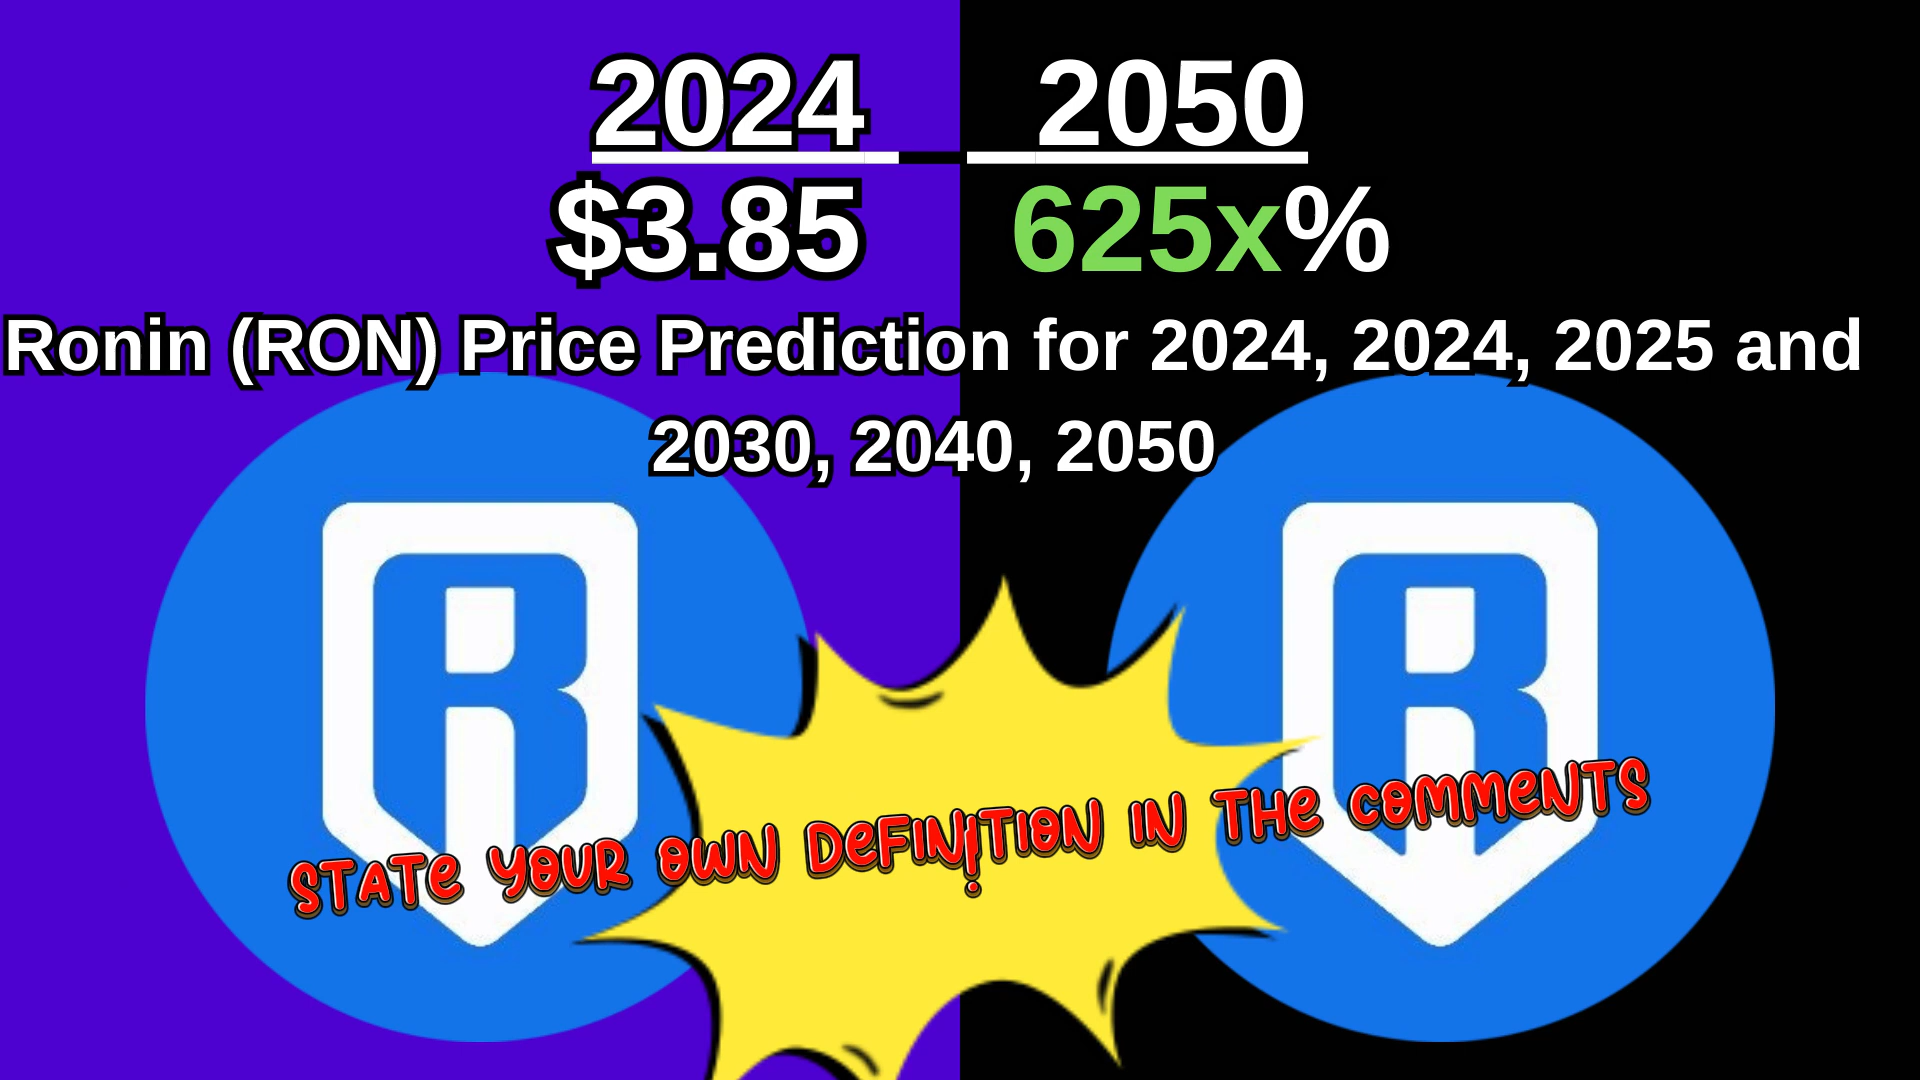 2024 2050
$3.85 625x%
Ronin (RON) Price Prediction for 2024, 2024, 2025 and
2030, 2040, 2050
STATe YOUR OWN DeFINITION IN THe COMMeNTS
!